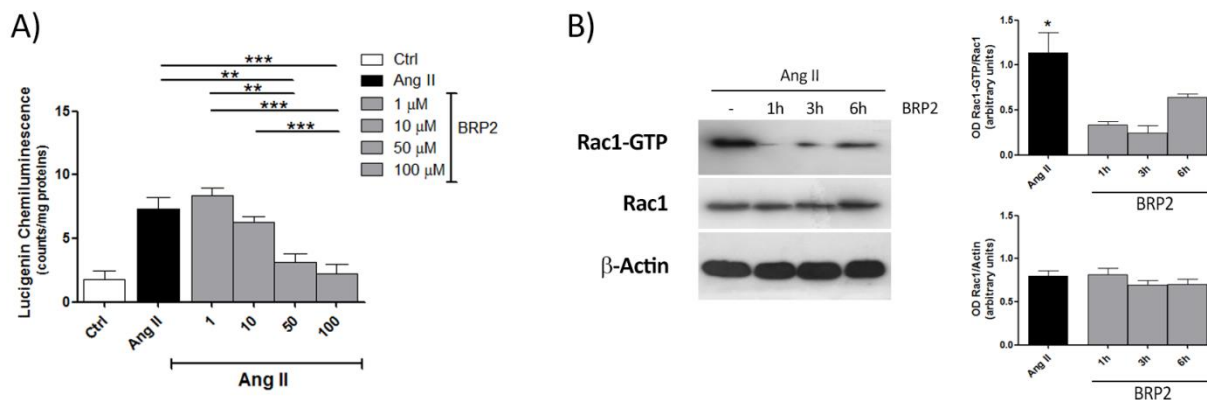 A)
***
**
**
***
***
Ctrl
Ang II
1 µM
10 µM
50 µM
100 µM
BRP2
Lucigenin Chemiluminescence
(counts/mg proteins)
15
10
5
0
Ctrl
Ang II
1
10
50
100
Ang II
B)
Ang II
- 1h 3h 6h BRP2
Rac1-GTP
Rac1
β-Actin
OD Rac1-GTP/Rac1
(arbitrary units)
1.5
1.0
0.5
0.0
*
Ang II
1h
3h
6h
BRP2
OD Rac1/Actin
(arbitrary units)
1.5
1.0
0.5
0.0
Ang II
1h
3h
6h
BRP2